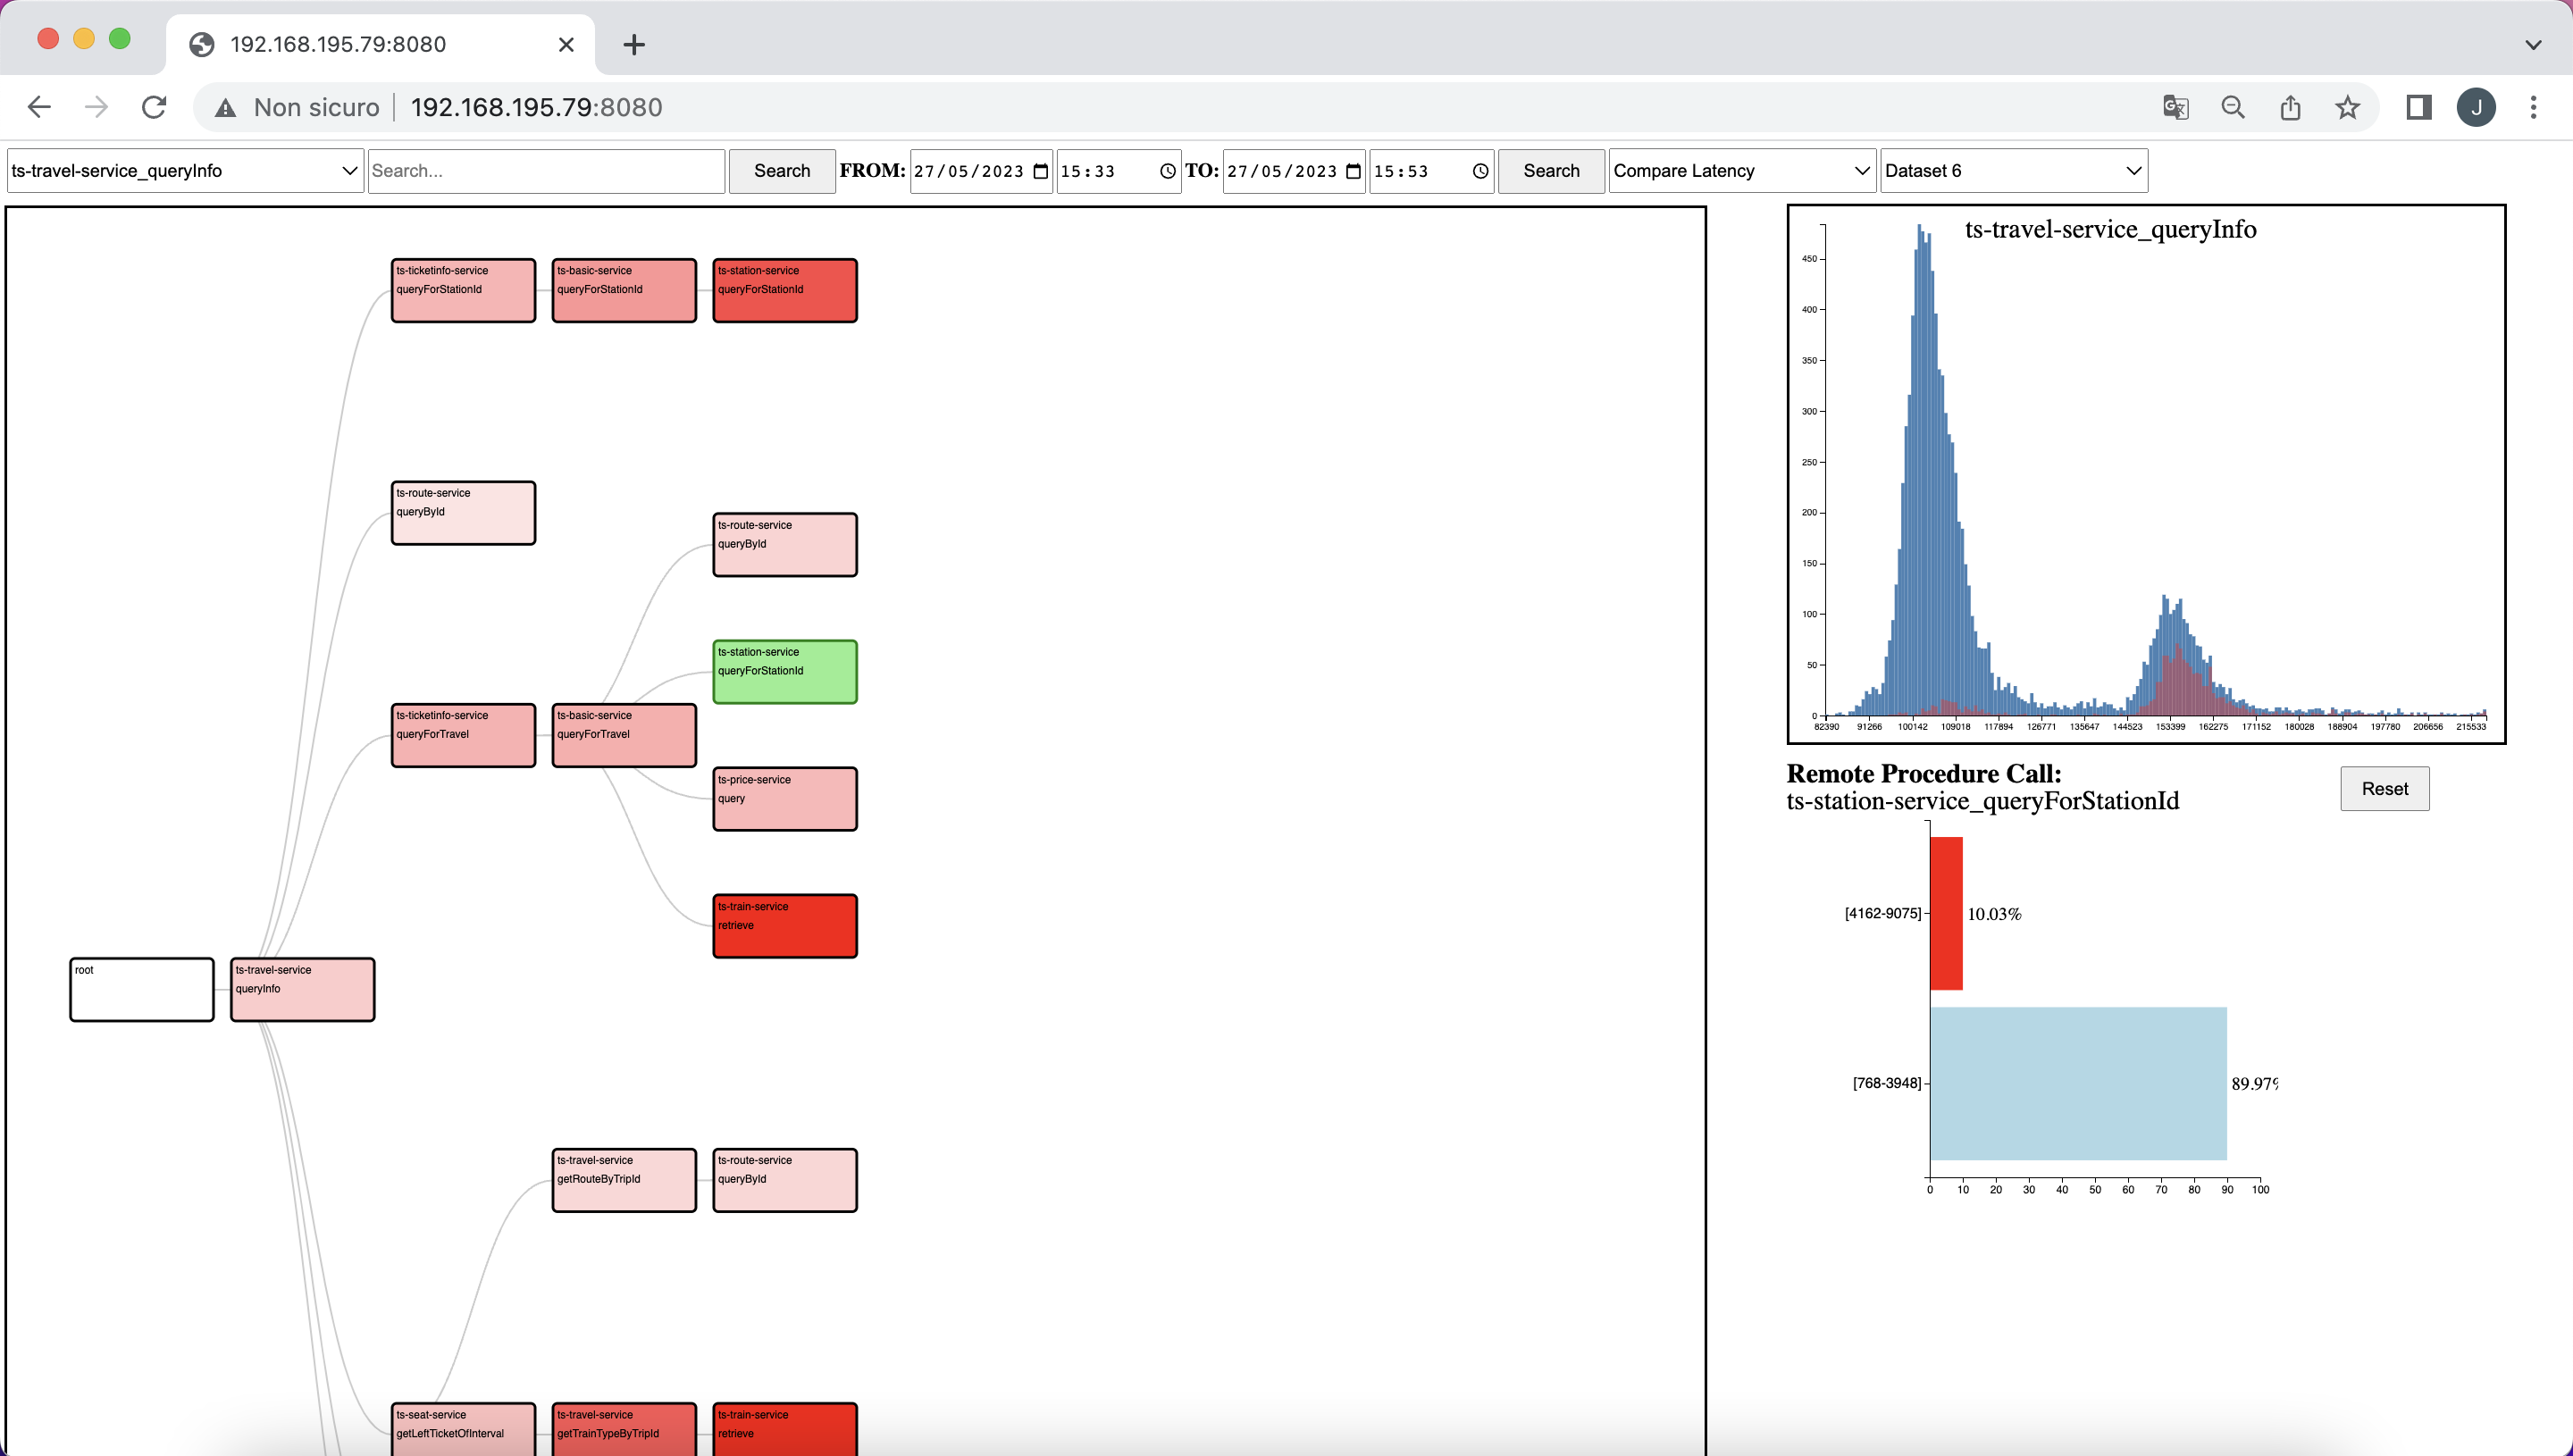 192.168.195.79:8080
Non sicuro
192.168.195.79:8080
J
ts-travel-service_queryInfo
Search...
Search
FROM:
27/05/2023
15:33
TO:
27/05/2023
15:53
Search
Compare Latency
Dataset 6
ts-ticketinfo-service
queryForStationId
ts-basic-service
queryForStationId
ts-station-service
queryForStationId
ts-route-service
queryById
ts-route-service
queryById
ts-station-service
queryForStationId
ts-ticketinfo-service
queryForTravel
ts-basic-service
queryForTravel
ts-price-service
query
ts-train-service
retrieve
root
ts-travel-service
queryInfo
ts-travel-service
getRouteByTripId
ts-route-service
queryById
ts-seat-service
getLeftTicketOfInterval
ts-travel-service
getTrainTypeByTripId
ts-train-service
retrieve
ts-travel-service_queryInfo
450
400
350
300
250
200
150
100
50
0
82390 91266 100142 109018 117894 126771 135647 144523 153399 162275 171152 180028 188904 197780 206656 215533
Remote Procedure Call:
ts-station-service_queryForStationId
Reset
[4162-9075]
10.03%
[768-3948]
89.97%
0 10 20 30 40 50 60 70 80 90 100